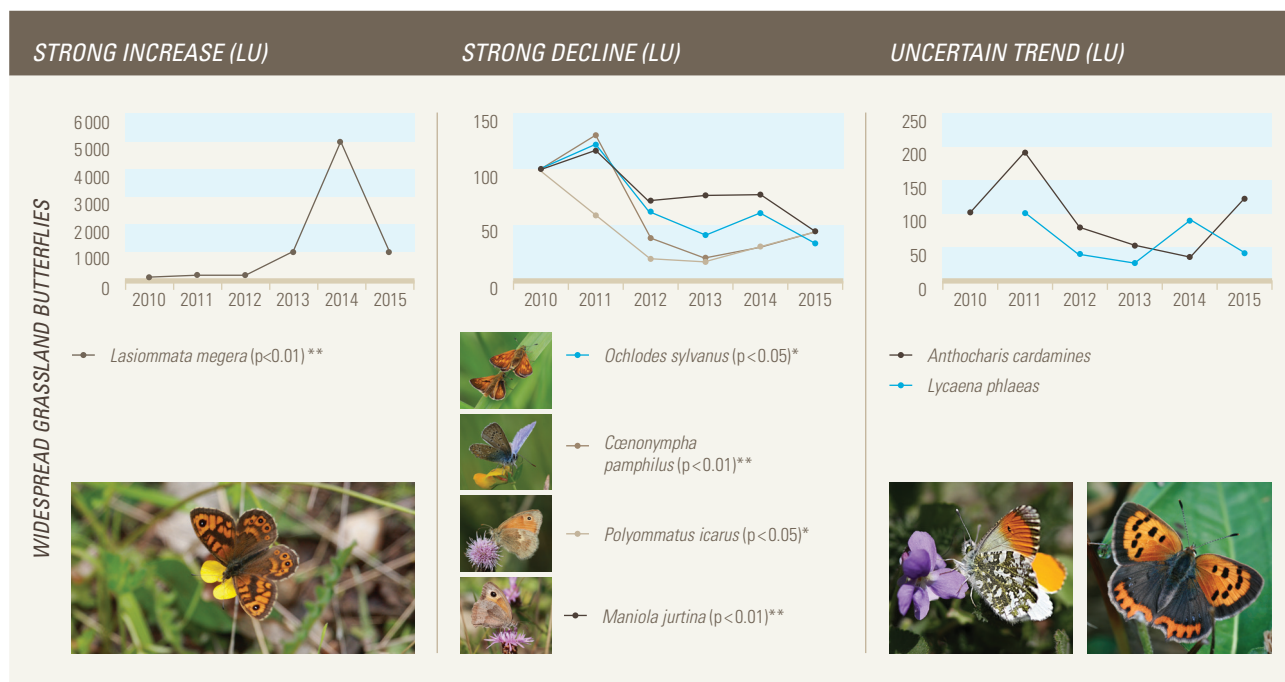 STRONG INCREASE (LU)
STRONG DECLINE (LU)
UNCERTAIN TREND (LU)
WIDESPREAD GRASSLAND BUTTERFLIES
6 000
5 000
4 000
3 000
2 000
1 000
0
2010 2011 2012 2013 2014 2015
Lasiommata megera (p<0.01) **
150
100
50
0
2010 2011 2012 2013 2014 2015
Ochlodes sylvanus (p<0.05)*
Cœnonympha
pamphilus (p<0.01)**
Polyommatus icarus (p<0.05)*
Maniola jurtina (p<0.01)**
250
200
150
100
50
0
2010 2011 2012 2013 2014 2015
Anthocharis cardamines
Lycaena phlaeas